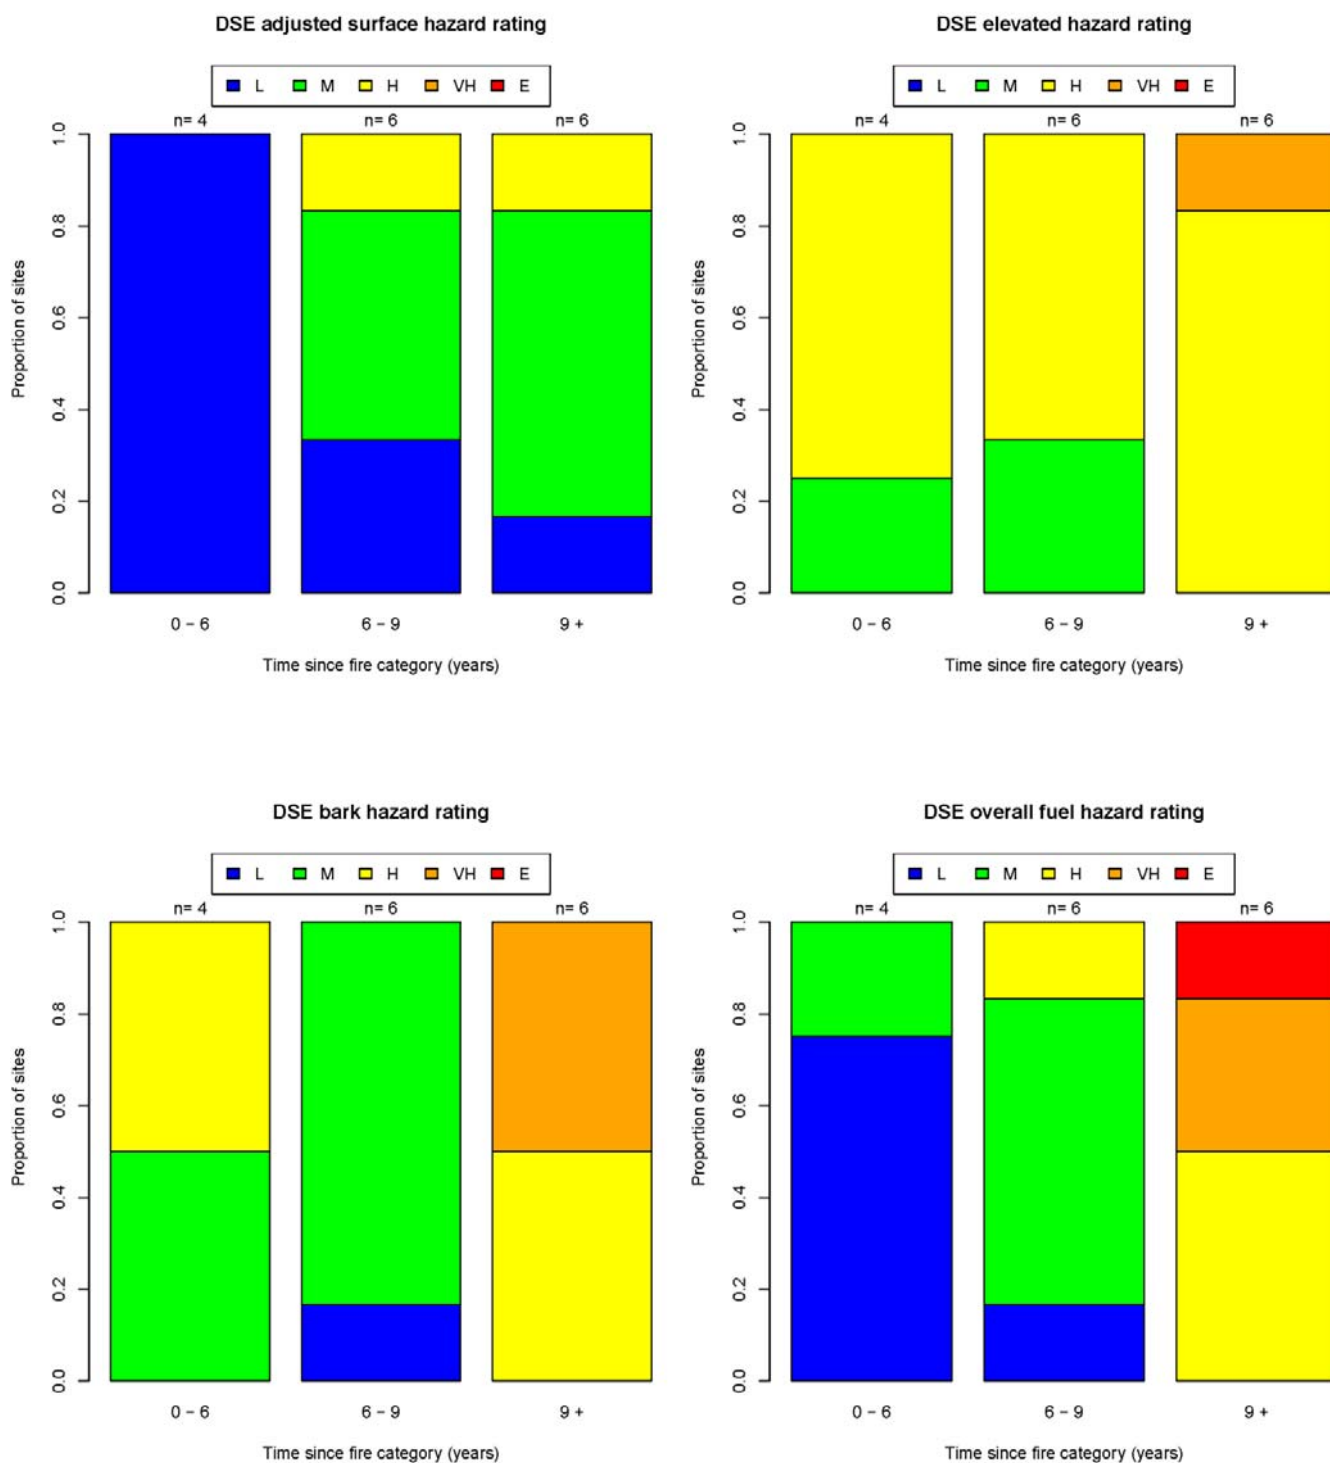 DSE adjusted surface hazard rating
L M H VH E
n= 4 n= 6 n= 6
1.0
0.8
0.6
0.4
0.2
0.0
Proportion of sites
0 – 6 6 – 9 9 +
Time since fire category (years)
DSE elevated hazard rating
L M H VH E
n= 4 n= 6 n= 6
1.0
0.8
0.6
0.4
0.2
0.0
Proportion of sites
0 – 6 6 – 9 9 +
Time since fire category (years)
DSE bark hazard rating
L M H VH E
n= 4 n= 6 n= 6
1.0
0.8
0.6
0.4
0.2
0.0
Proportion of sites
0 – 6 6 – 9 9 +
Time since fire category (years)
DSE overall fuel hazard rating
L M H VH E
n= 4 n= 6 n= 6
1.0
0.8
0.6
0.4
0.2
0.0
Proportion of sites
0 – 6 6 – 9 9 +
Time since fire category (years)